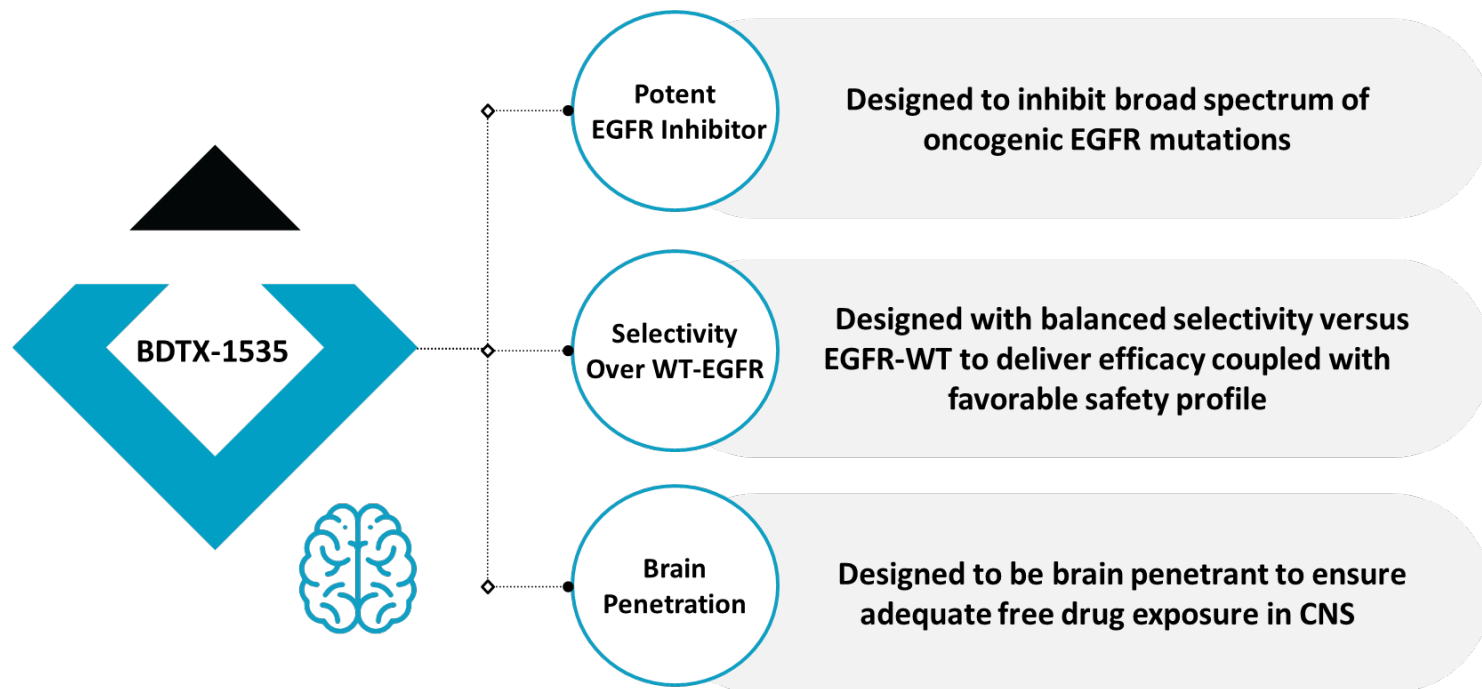 BDTX-1535
Potent
EGFR Inhibitor
Designed to inhibit broad spectrum of
oncogenic EGFR mutations
Selectivity
Over WT-EGFR
Designed with balanced selectivity versus
EGFR-WT to deliver efficacy coupled with
favorable safety profile
Brain
Penetration
Designed to be brain penetrant to ensure
adequate free drug exposure in CNS